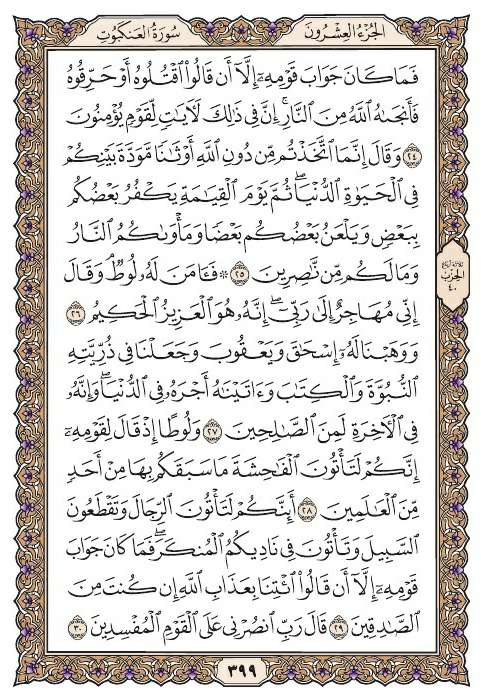 الجزء العشرون
سورة العنكبوت
فَمَا كَانَ جَوَابَ قَوْمِهِۦٓ إِلَّآ أَن قَالُوا۟ ٱقْتُلُوهُ أَوْ حَرِّقُوهُ
فَأَنجَىٰهُ ٱللَّهُ مِنَ ٱلنَّارِ ۚ إِنَّ فِى ذَٰلِكَ لَـَٔايَـٰتٍ لِّقَوْمٍ يُؤْمِنُونَ
٢٤ وَقَالَ إِنَّمَا ٱتَّخَذْتُم مِّن دُونِ ٱللَّهِ أَوْثَـٰنًا مَّوَدَّةَ بَيْنِكُمْ
فِى ٱلْحَيَوٰةِ ٱلدُّنْيَا ۖ ثُمَّ يَوْمَ ٱلْقِيَـٰمَةِ يَكْفُرُ بَعْضُكُم
بِبَعْضٍ وَيَلْعَنُ بَعْضُكُم بَعْضًا وَمَأْوَىٰكُمُ ٱلنَّارُ
وَمَا لَكُم مِّن نَّـٰصِرِينَ ٢٥ ۞ فَـَٔامَنَ لَهُۥ لُوطٌ ۘ وَقَالَ
إِنِّى مُهَاجِرٌ إِلَىٰ رَبِّىٓ ۖ إِنَّهُۥ هُوَ ٱلْعَزِيزُ ٱلْحَكِيمُ ٢٦
وَوَهَبْنَا لَهُۥٓ إِسْحَـٰقَ وَيَعْقُوبَ وَجَعَلْنَا فِى ذُرِّيَّتِهِ
ٱلنُّبُوَّةَ وَٱلْكِتَـٰبَ وَءَاتَيْنَـٰهُ أَجْرَهُۥ فِى ٱلدُّنْيَا ۖ وَإِنَّهُۥ
فِى ٱلْـَٔاخِرَةِ لَمِنَ ٱلصَّـٰلِحِينَ ٢٧ وَلُوطًا إِذْ قَالَ لِقَوْمِهِۦٓ
إِنَّكُمْ لَتَأْتُونَ ٱلْفَـٰحِشَةَ مَا سَبَقَكُم بِهَا مِنْ أَحَدٍ
مِّنَ ٱلْعَـٰلَمِينَ ٢٨ أَئِنَّكُمْ لَتَأْتُونَ ٱلرِّجَالَ وَتَقْطَعُونَ
ٱلسَّبِيلَ وَتَأْتُونَ فِى نَادِيكُمُ ٱلْمُنكَرَ ۖ فَمَا كَانَ جَوَابَ
قَوْمِهِۦٓ إِلَّآ أَن قَالُوا۟ ٱئْتِنَا بِعَذَابِ ٱللَّهِ إِن كُنتَ مِنَ
ٱلصَّـٰدِقِينَ ٢٩ قَالَ رَبِّ ٱنصُرْنِى عَلَى ٱلْقَوْمِ ٱلْمُفْسِدِينَ ٣٠
الحزب
٤٠
٣٩٩